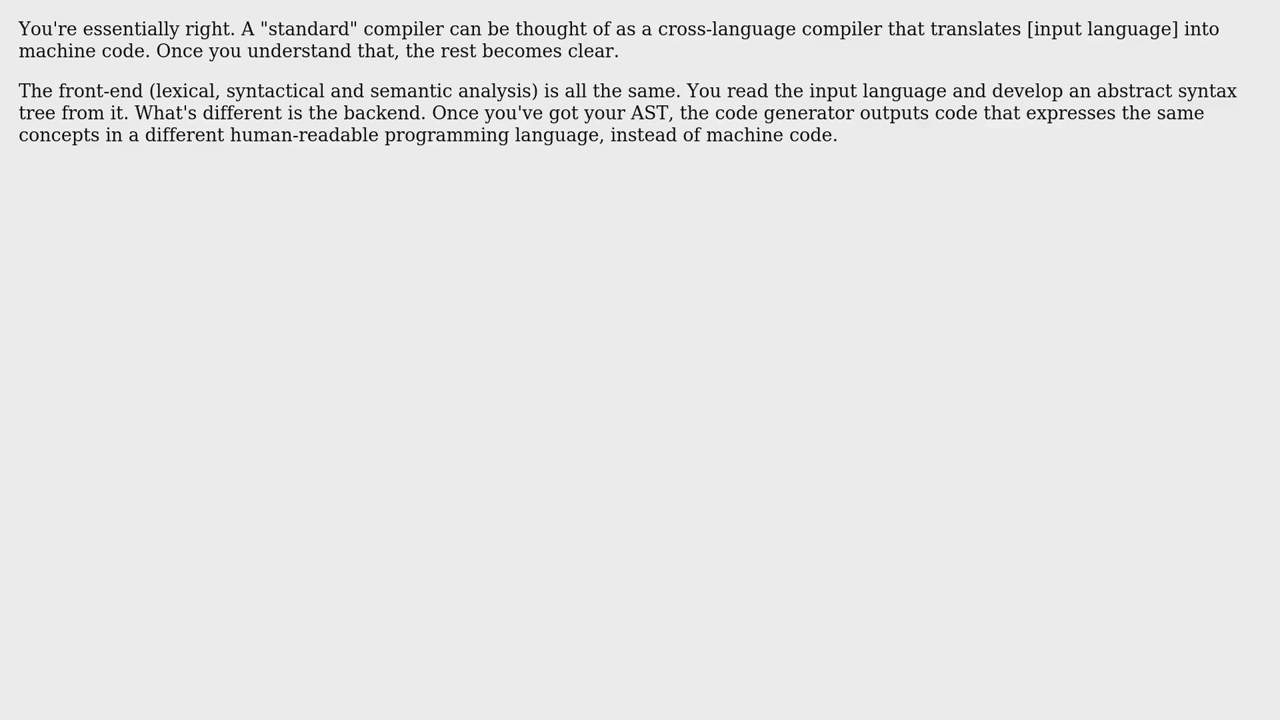 You're essentially right. A "standard" compiler can be thought of as a cross-language compiler that translates [input language] into
machine code. Once you understand that, the rest becomes clear.
The front-end (lexical, syntactical and semantic analysis) is all the same. You read the input language and develop an abstract syntax
tree from it. What's different is the backend. Once you've got your AST, the code generator outputs code that expresses the same
concepts in a different human-readable programming language, instead of machine code.